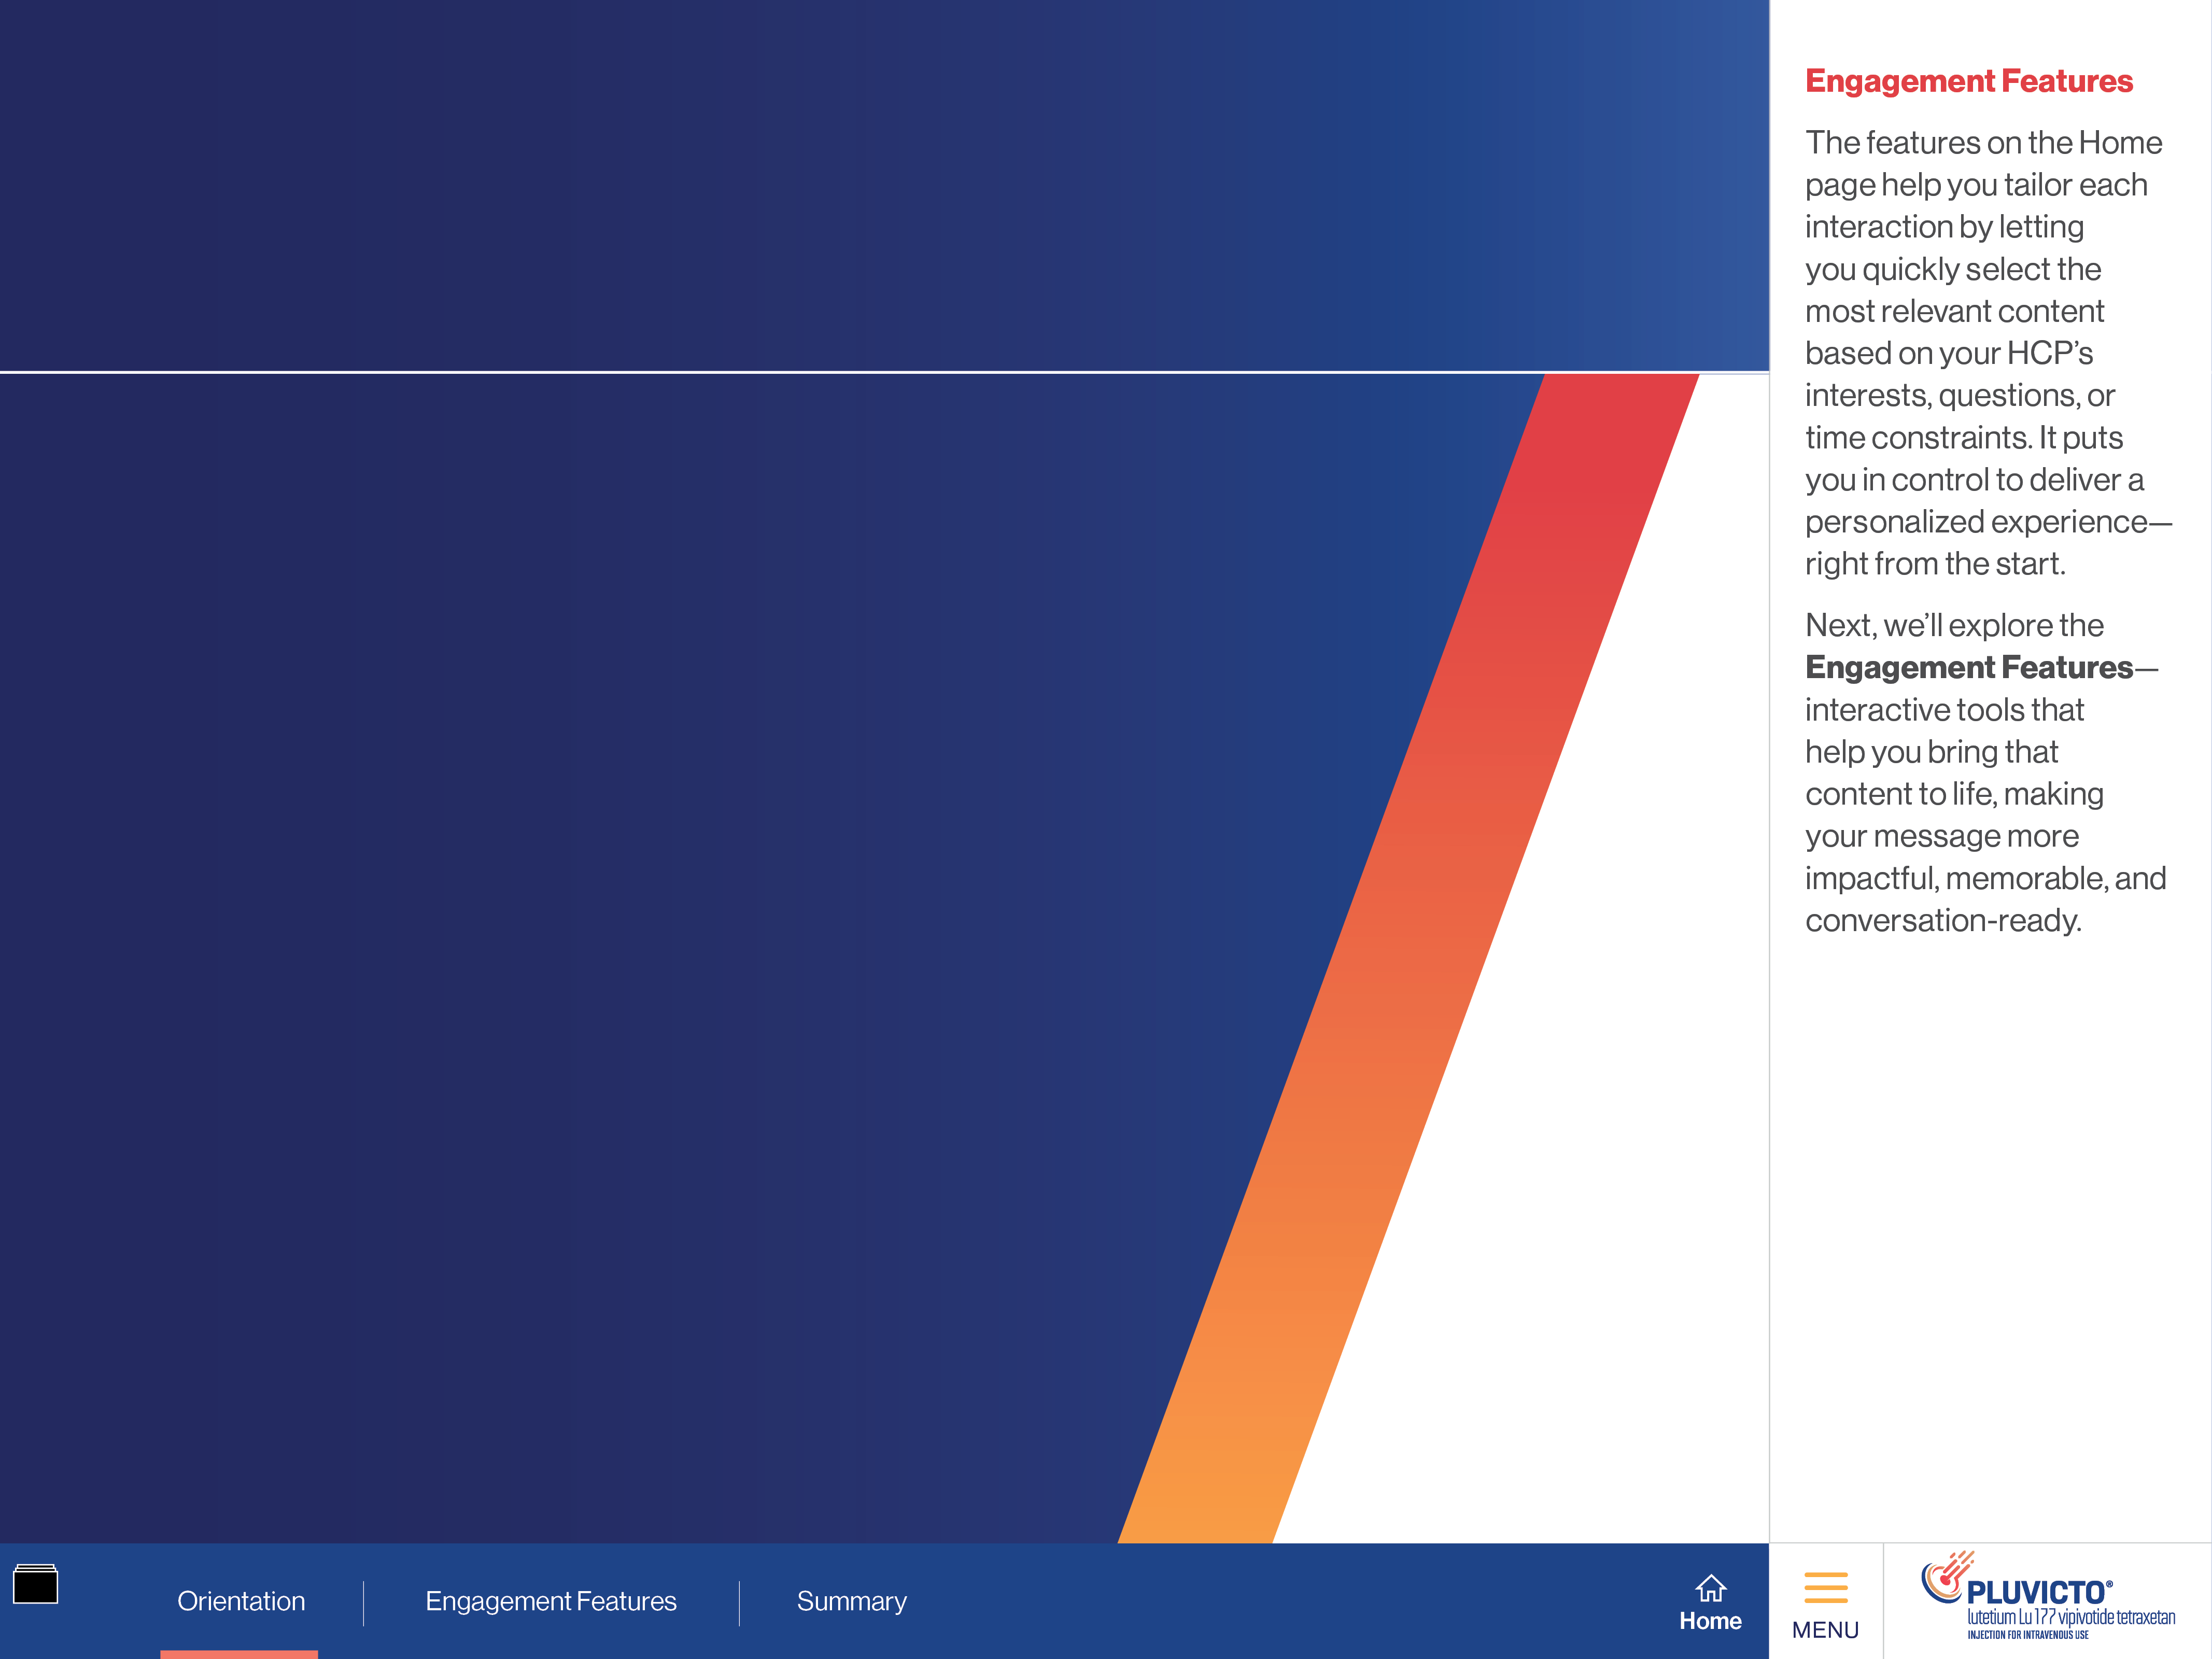 Engagement Features
The features on the Home
page help you tailor each
interaction by letting
you quickly select the
most relevant content
based on your HCP’s
interests, questions, or
time constraints. It puts
you in control to deliver a
personalized experience—
right from the start.
Next, we’ll explore the
Engagement Features—
interactive tools that
help you bring that
content to life, making
your message more
impactful, memorable, and
conversation-ready.
Orientation
Engagement Features
Summary
Home
MENU
PLUVICTO®
lutetium Lu 177 vipivotide tetraxetan
INJECTION FOR INTRAVENOUS USE